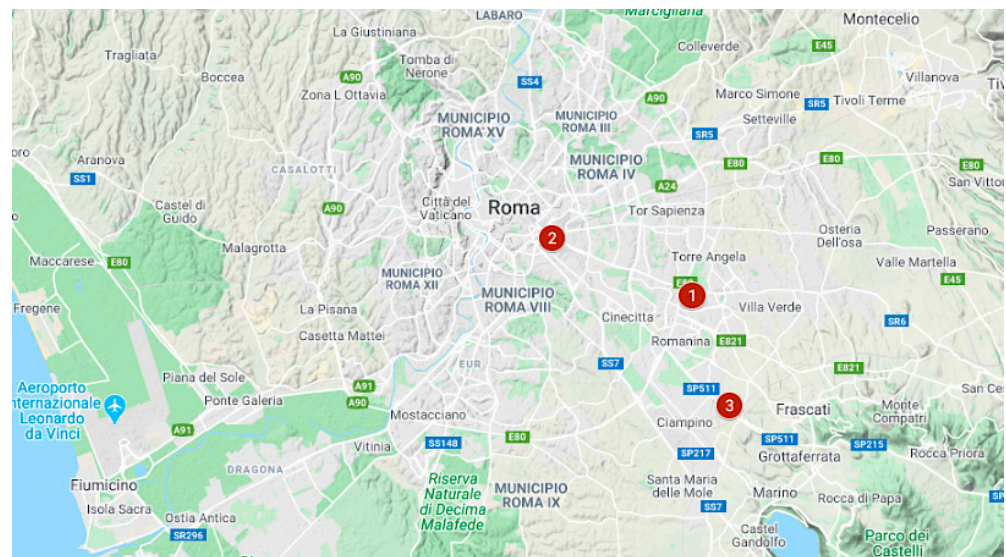 LABARO
Marcigliana
Montecelio
La Giustiniana
Colleverde
E45
Tragliata
Tomba di
Nerone
Boccea
A90
SS4
Villanova
Zona L Ottavia
A90
Marco Simone
SR5
Tivoli Terme
MUNICIPIO
ROMA XV
MUNICIPIO
ROMA III
Setteville
SR5
MUNICIPIO
ROMA IV
Aranova
CASALOTTI
E80
E80
E80
SS1
A24
San Vittor
Castel di
Guido
A90
Città del
Vaticano
Roma
Tor Sapienza
Osteria
Dell'osa
Passerano
2
Malagrotta
Maccarese
E80
Torre Angela
Valle Martella
MUNICIPIO
ROMA XII
E45
MUNICIPIO
ROMA VIII
1
Fregene
La Pisana
Villa Verde
Cinecitta
SR6
Casetta Mattei
Romanina
E821
EUR
SS7
E821
Piana del Sole
A91
A90
SP511
San Ces
Aeroporto
Internazionale
Leonardo
da Vinci
Ponte Galeria
3
Monte
Compatri
Mostacciano
Frascati
Ciampino
A91
SS148
E80
SP511
SP215
Vitinia
SP217
Grottaferrata
Rocca Priora
DRAGONA
Riserva
Naturale
di Decima
Malafede
Santa Maria
delle Mole
Fiumicino
MUNICIPIO
ROMA IX
Marino
Rocca di Papa
Isola Sacra
SS7
Ostia Antica
Castel
Gandolfo
SR296
Parco dei
Castelli